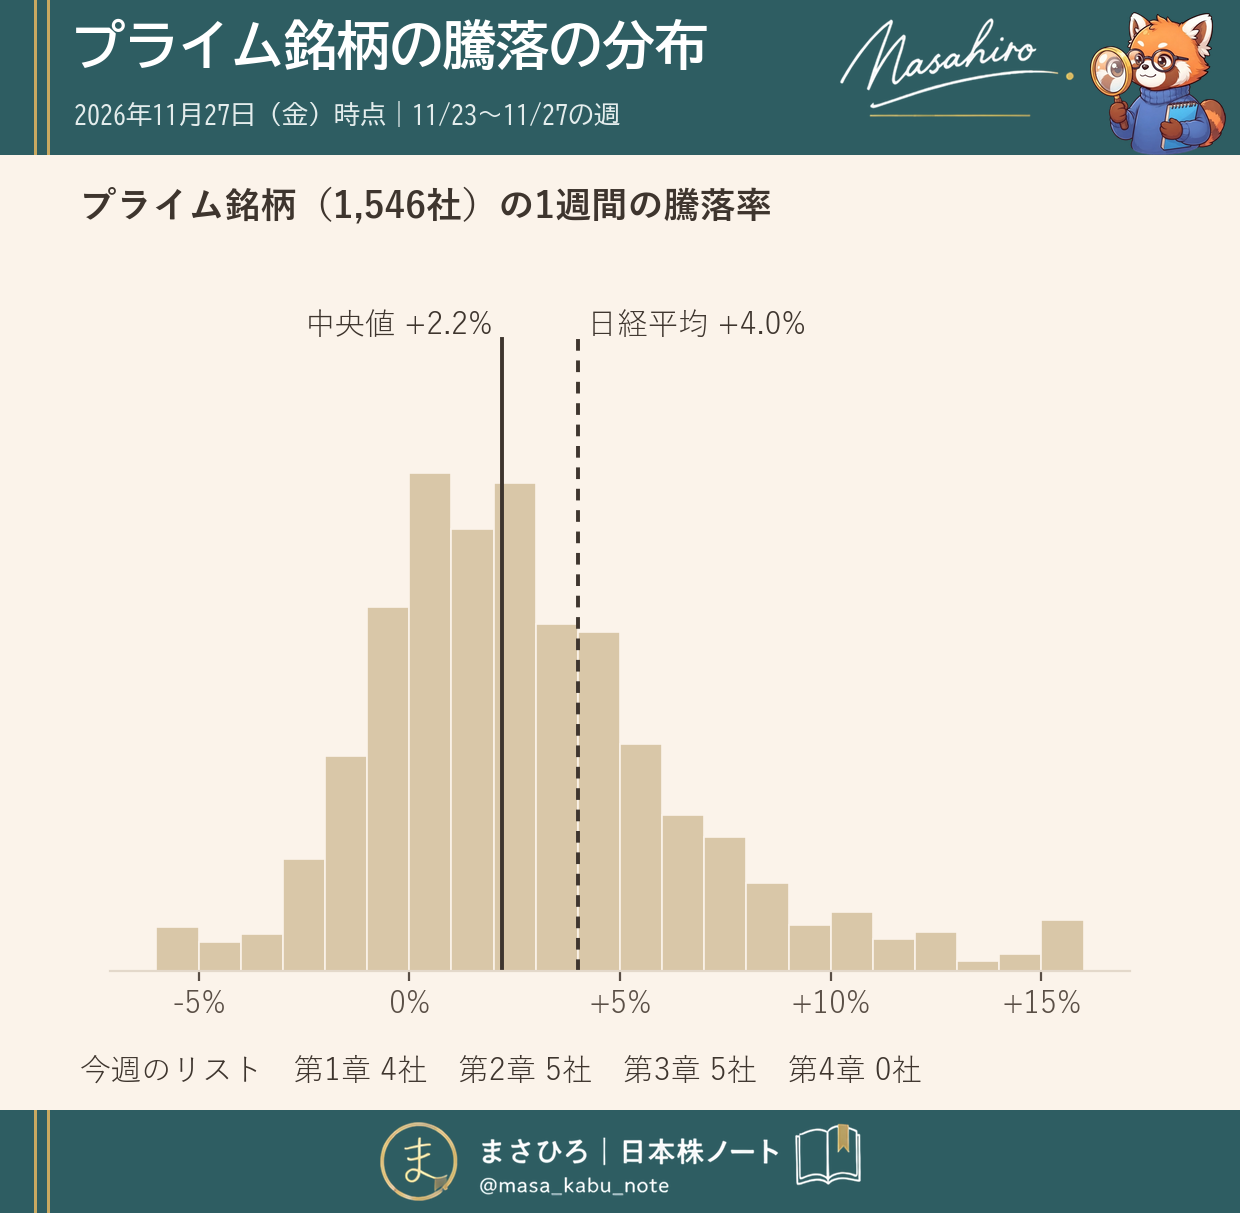 プライム銘柄の騰落の分布
Masahiro
2026年11月27日（金）時点｜11/23〜11/27の週
プライム銘柄（1,546社）の1週間の騰落率
中央値 +2.2%
日経平均 +4.0%
-5%
0%
+5%
+10%
+15%
今週のリスト　第1章 4社　第2章 5社　第3章 5社　第4章 0社
ま
まさひろ｜日本株ノート
@masa_kabu_note